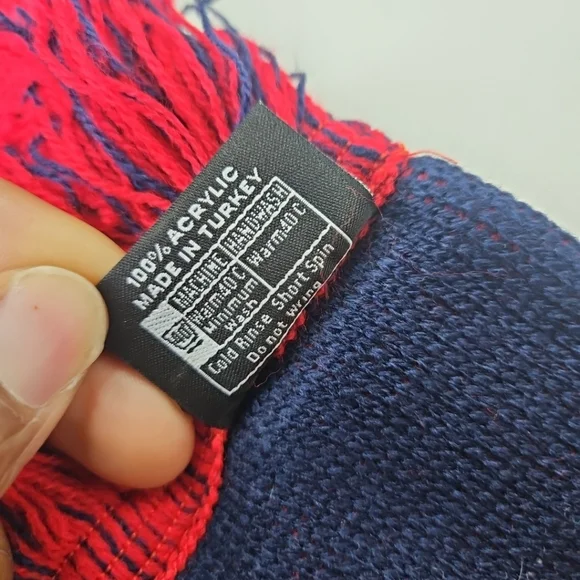 100% ACRYLIC
MADE IN TURKEY
MACHINE HANDWASH
Warm40C Warm40C
Minimum
Wash
Cold Rinse Short Spin
Do not Wring